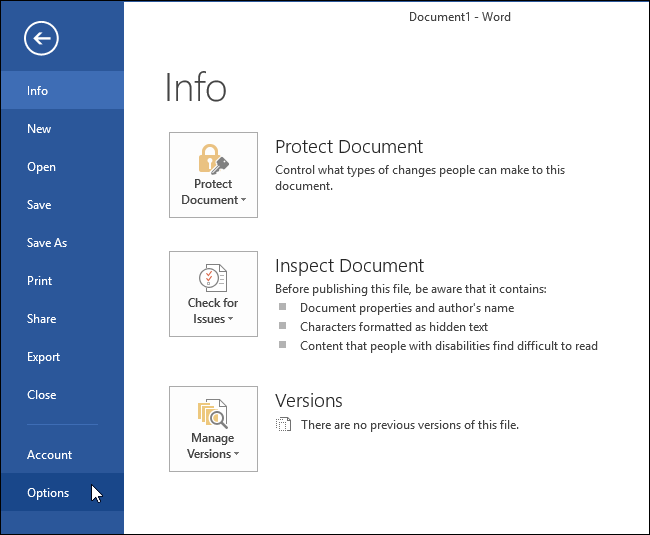 Document1 - Word
Info
New
Open
Save
Save As
Print
Share
Export
Close
Account
Options
Info
Protect
Document
Protect Document
Control what types of changes people can make to this
document.
Check for
Issues
Inspect Document
Before publishing this file, be aware that it contains:
Document properties and author's name
Characters formatted as hidden text
Content that people with disabilities find difficult to read
Manage
Versions
Versions
There are no previous versions of this file.